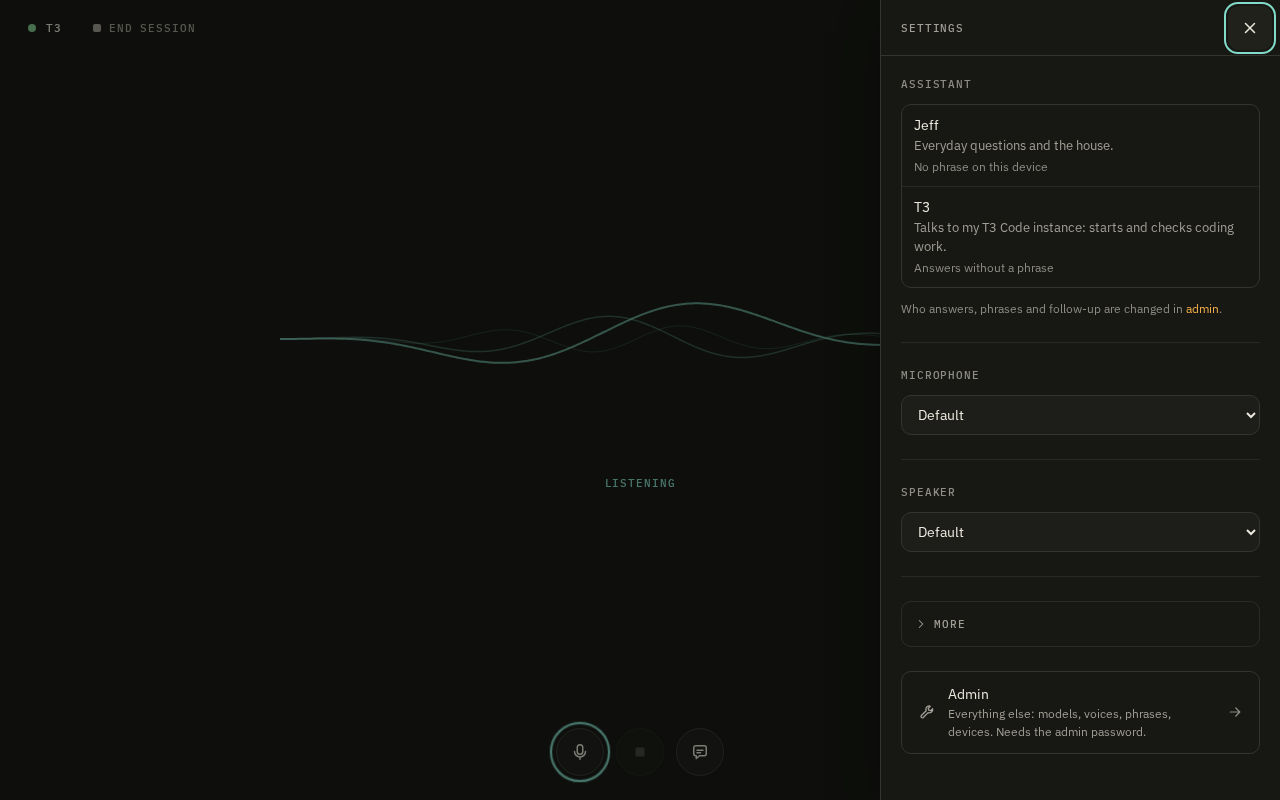 T3
END SESSION
SETTINGS
ASSISTANT
Jeff
Everyday questions and the house.
No phrase on this device
T3
Talks to my T3 Code instance: starts and checks coding
work.
Answers without a phrase
Who answers, phrases and follow-up are changed in admin.
MICROPHONE
Default
LISTENING
SPEAKER
Default
MORE
Admin
Everything else: models, voices, phrases,
devices. Needs the admin password.